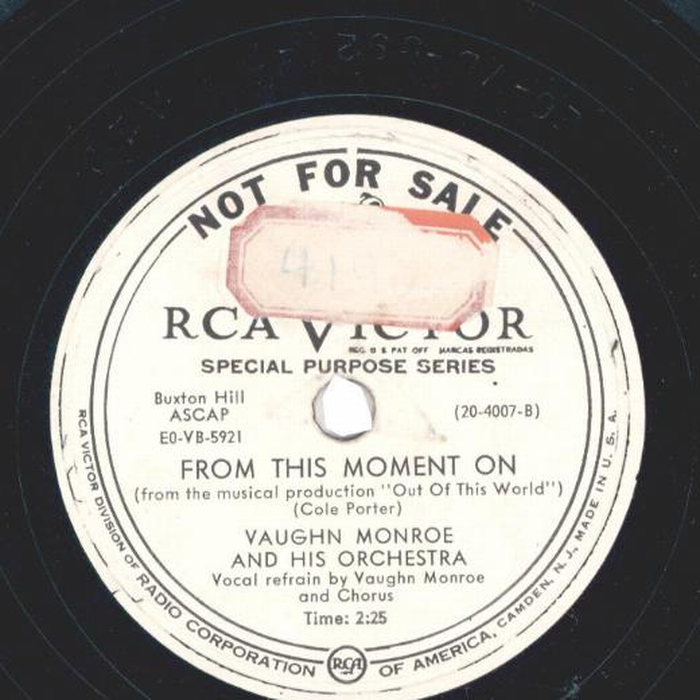 NOT FOR SALE
41
RCA VICTOR
REG. U S PAT OFF MARCAS REGISTRADAS
SPECIAL PURPOSE SERIES
Buxton Hill
ASCAP
E0-VB-5921
(20-4007-B)
FROM THIS MOMENT ON
(from the musical production "Out Of This World")
(Cole Porter)
VAUGHN MONROE
AND HIS ORCHESTRA
Vocal refrain by Vaughn Monroe
and Chorus
Time: 2:25
RCA VICTOR DIVISION OF RADIO CORPORATION RCA OF AMERICA, CAMDEN, N. J., MADE IN U. S. A.